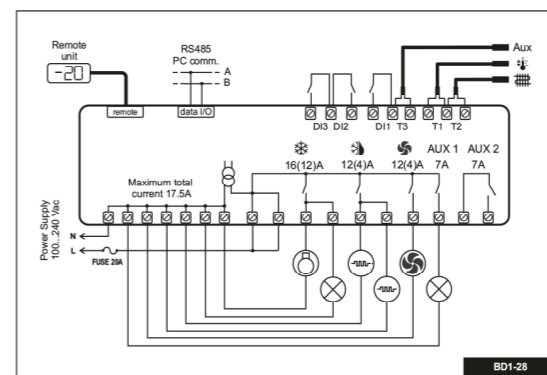 Remote
unit
-20
RS485
PC comm.
A
B
Aux
remote
data I/O
DI3 DI2 DI1 T3 T1 T2
16(12)A 12(4)A 12(4)A
AUX 1
7A
AUX 2
7A
Maximum total
current 17.5A
Power Supply
100...240 Vac
N
L
FUSE 20A
BD1-28